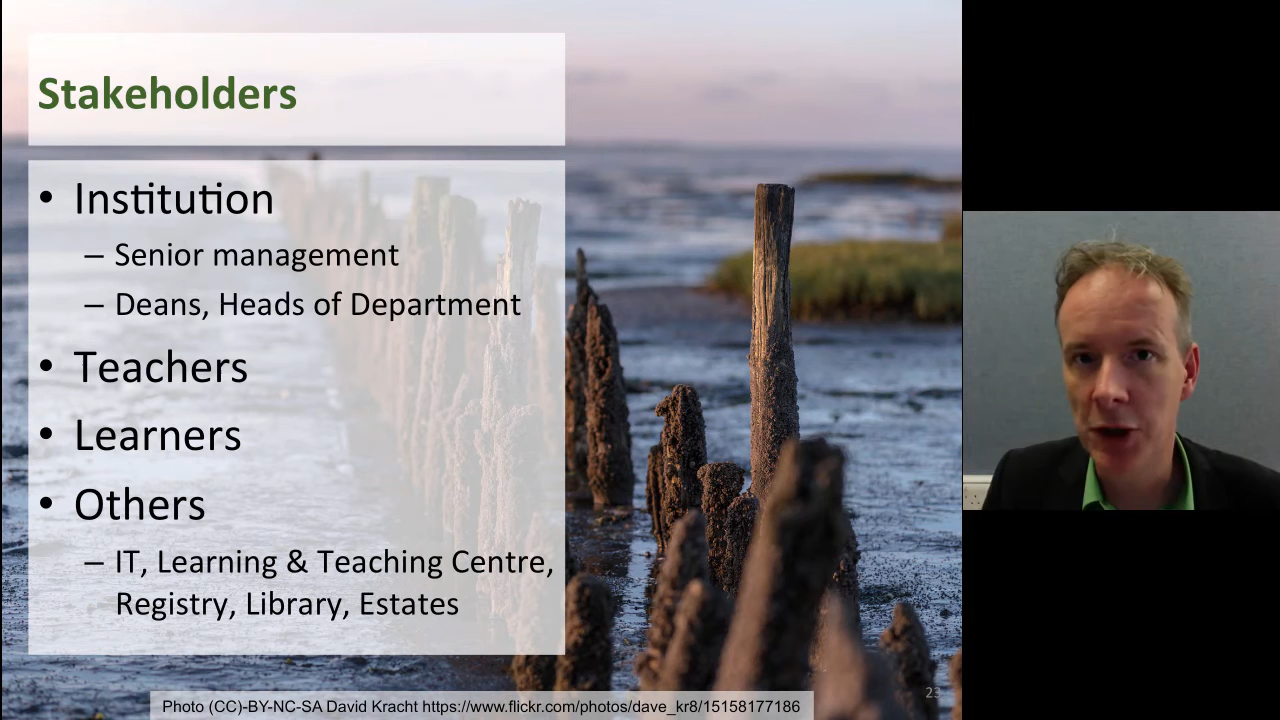 Stakeholders
• Institution
– Senior management
– Deans, Heads of Department
• Teachers
• Learners
• Others
– IT, Learning & Teaching Centre,
Registry, Library, Estates
23
Photo (CC)-BY-NC-SA David Kracht https://www.flickr.com/photos/dave_kr8/15158177186